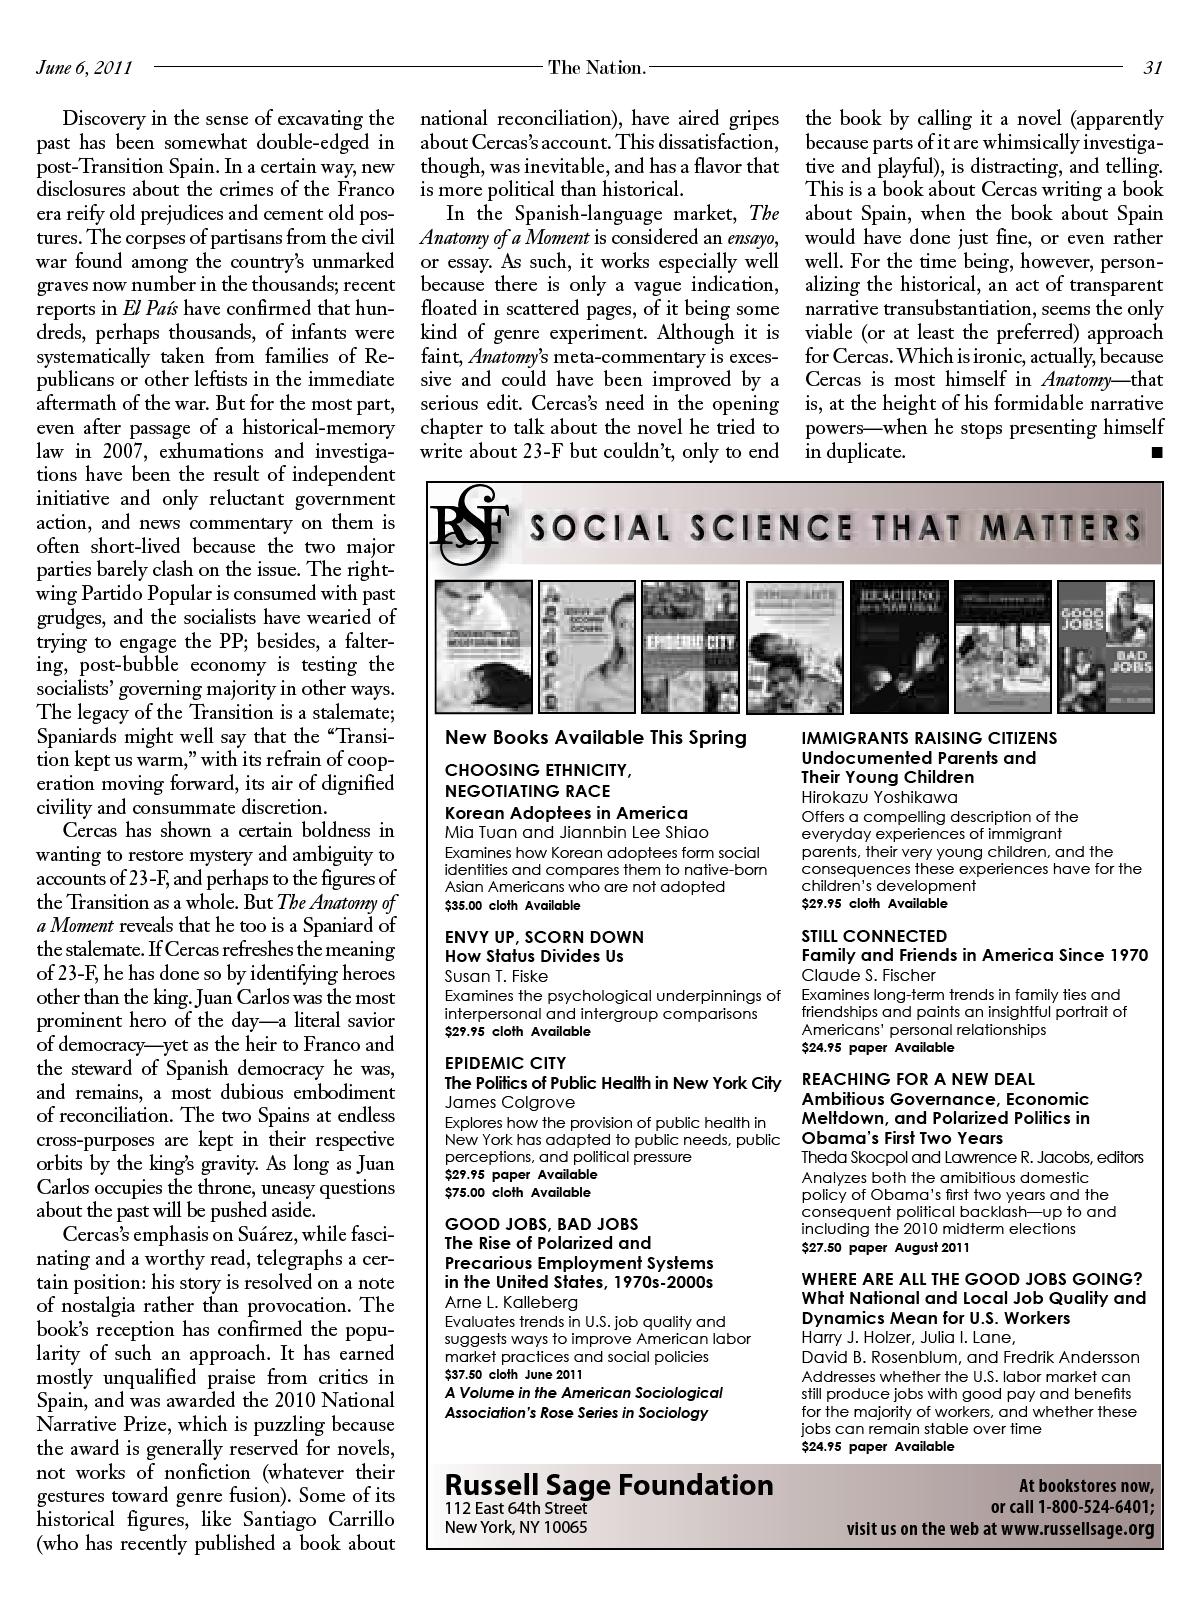 June 6, 2011
The Nation.
31
Discovery in the sense of excavating the
past has been somewhat double-edged in
post-Transition Spain. In a certain way, new
disclosures about the crimes of the Franco
era reify old prejudices and cement old pos-
tures. The corpses of partisans from the civil
war found among the country's unmarked
graves now number in the thousands; recent
reports in El País have confirmed that hun-
dreds, perhaps thousands, of infants were
systematically taken from families of Re-
publicans or other leftists in the immediate
aftermath of the war. But for the most part,
even after passage of a historical-memory
law in 2007, exhumations and investiga-
tions have been the result of independent
initiative and only reluctant government
action, and news commentary on them is
often short-lived because the two major
parties barely clash on the issue. The right-
wing Partido Popular is consumed with past
grudges, and the socialists have wearied of
trying to engage the PP; besides, a falter-
ing, post-bubble economy is testing the
socialists' governing majority in other ways.
The legacy of the Transition is a stalemate;
Spaniards might well say that the “Transi-
tion kept us warm,” with its refrain of coop-
eration moving forward, its air of dignified
civility and consummate discretion.
Cercas has shown a certain boldness in
wanting to restore mystery and ambiguity to
accounts of 23-F, and perhaps to the figures of
the Transition as a whole. But The Anatomy of
a Moment reveals that he too is a Spaniard of
the stalemate. If Cercas refreshes the meaning
of 23-F, he has done so by identifying heroes
other than the king. Juan Carlos was the most
prominent hero of the day—a literal savior
of democracy—yet as the heir to Franco and
the steward of Spanish democracy he was,
and remains, a most dubious embodiment
of reconciliation. The two Spains at endless
cross-purposes are kept in their respective
orbits by the king's gravity. As long as Juan
Carlos occupies the throne, uneasy questions
about the past will be pushed aside.
Cercas's emphasis on Suárez, while fasci-
nating and a worthy read, telegraphs a cer-
tain position: his story is resolved on a note
of nostalgia rather than provocation. The
book's reception has confirmed the popu-
larity of such an approach. It has earned
mostly unqualified praise from critics in
Spain, and was awarded the 2010 National
Narrative Prize, which is puzzling because
the award is generally reserved for novels,
not works of nonfiction (whatever their
gestures toward genre fusion). Some of its
historical figures, like Santiago Carrillo
(who has recently published a book about
national reconciliation), have aired gripes
about Cercas's account. This dissatisfaction,
though, was inevitable, and has a flavor that
is more political than historical.
In the Spanish-language market, The
Anatomy of a Moment is considered an ensayo,
or essay. As such, it works especially well
because there is only a vague indication,
floated in scattered pages, of it being some
kind of genre experiment. Although it is
faint, Anatomy's meta-commentary is exces-
sive and could have been improved by a
serious edit. Cercas's need in the opening
chapter to talk about the novel he tried to
write about 23-F but couldn't, only to end
the book by calling it a novel (apparently
because parts of it are whimsically investiga-
tive and playful), is distracting, and telling.
This is a book about Cercas writing a book
about Spain, when the book about Spain
would have done just fine, or even rather
well. For the time being, however, person-
alizing the historical, an act of transparent
narrative transubstantiation, seems the only
viable (or at least the preferred) approach
for Cercas. Which is ironic, actually, because
Cercas is most himself in Anatomy—that
is, at the height of his formidable narrative
powers—when he stops presenting himself
in duplicate. ■
RSF
SOCIAL SCIENCE THAT MATTERS
EPIDEMIC CITY
IMMIGRANTS
REACHING
for a NEW DEAL
GOOD
JOBS
BAD
JOBS
New Books Available This Spring
CHOOSING ETHNICITY,
NEGOTIATING RACE
Korean Adoptees in America
Mia Tuan and Jiannbin Lee Shiao
Examines how Korean adoptees form social
identities and compares them to native-born
Asian Americans who are not adopted
$35.00 cloth Available
ENVY UP, SCORN DOWN
How Status Divides Us
Susan T. Fiske
Examines the psychological underpinnings of
interpersonal and intergroup comparisons
$29.95 cloth Available
EPIDEMIC CITY
The Politics of Public Health in New York City
James Colgrove
Explores how the provision of public health in
New York has adapted to public needs, public
perceptions, and political pressure
$29.95 paper Available
$75.00 cloth Available
GOOD JOBS, BAD JOBS
The Rise of Polarized and
Precarious Employment Systems
in the United States, 1970s-2000s
Arne L. Kalleberg
Evaluates trends in U.S. job quality and
suggests ways to improve American labor
market practices and social policies
$37.50 cloth June 2011
A Volume in the American Sociological
Association's Rose Series in Sociology
IMMIGRANTS RAISING CITIZENS
Undocumented Parents and
Their Young Children
Hirokazu Yoshikawa
Offers a compelling description of the
everyday experiences of immigrant
parents, their very young children, and the
consequences these experiences have for the
children's development
$29.95 cloth Available
STILL CONNECTED
Family and Friends in America Since 1970
Claude S. Fischer
Examines long-term trends in family ties and
friendships and paints an insightful portrait of
Americans' personal relationships
$24.95 paper Available
REACHING FOR A NEW DEAL
Ambitious Governance, Economic
Meltdown, and Polarized Politics in
Obama's First Two Years
Theda Skocpol and Lawrence R. Jacobs, editors
Analyzes both the ambitious domestic
policy of Obama's first two years and the
consequent political backlash—up to and
including the 2010 midterm elections
$27.50 paper August 2011
WHERE ARE ALL THE GOOD JOBS GOING?
What National and Local Job Quality and
Dynamics Mean for U.S. Workers
Harry J. Holzer, Julia I. Lane,
David B. Rosenblum, and Fredrik Andersson
Addresses whether the U.S. labor market can
still produce jobs with good pay and benefits
for the majority of workers, and whether these
jobs can remain stable over time
$24.95 paper Available
Russell Sage Foundation
112 East 64th Street
New York, NY 10065
At bookstores now,
or call 1-800-524-6401;
visit us on the web at www.russellsage.org